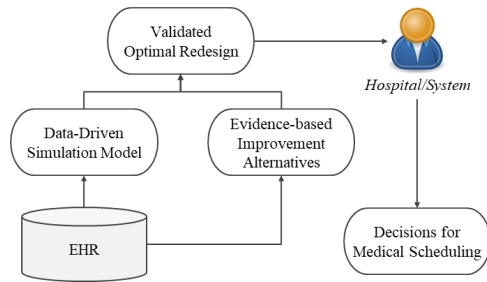 Validated
Optimal Redesign
Hospital/System
Data-Driven
Simulation Model
Evidence-based
Improvement
Alternatives
EHR
Decisions for
Medical Scheduling